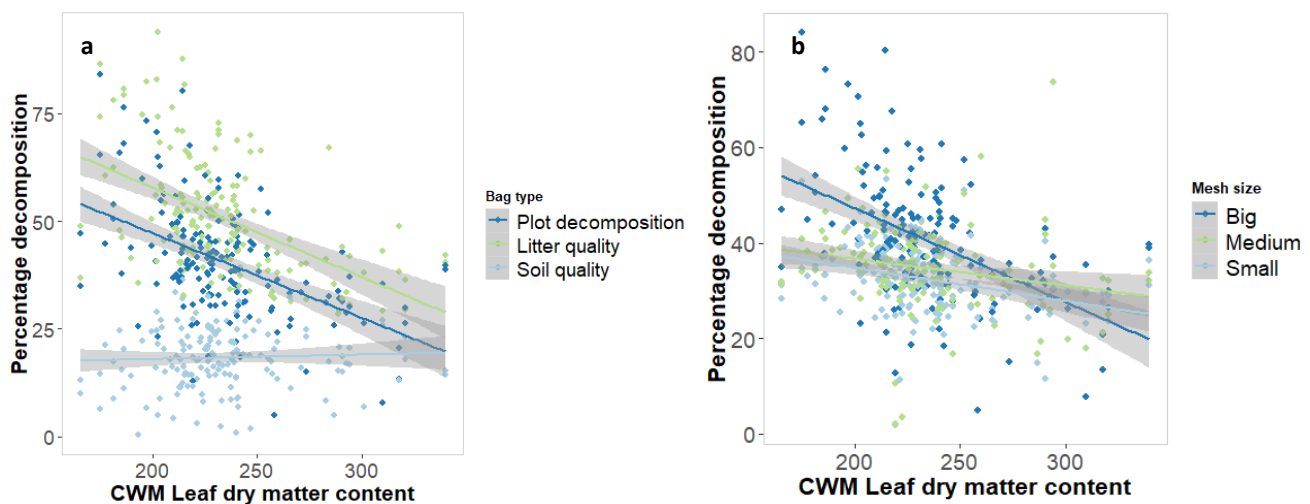 a
Percentage decomposition
75
50
25
0
200
250
300
CWM Leaf dry matter content
Bag type
Plot decomposition
Litter quality
Soil quality
b
Percentage decomposition
80
60
40
20
0
200
250
300
CWM Leaf dry matter content
Mesh size
Big
Medium
Small